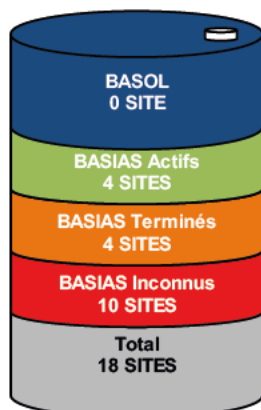 BASOL
0 SITE
BASIAS Actifs
4 SITES
BASIAS Terminés
4 SITES
BASIAS Inconnus
10 SITES
Total
18 SITES